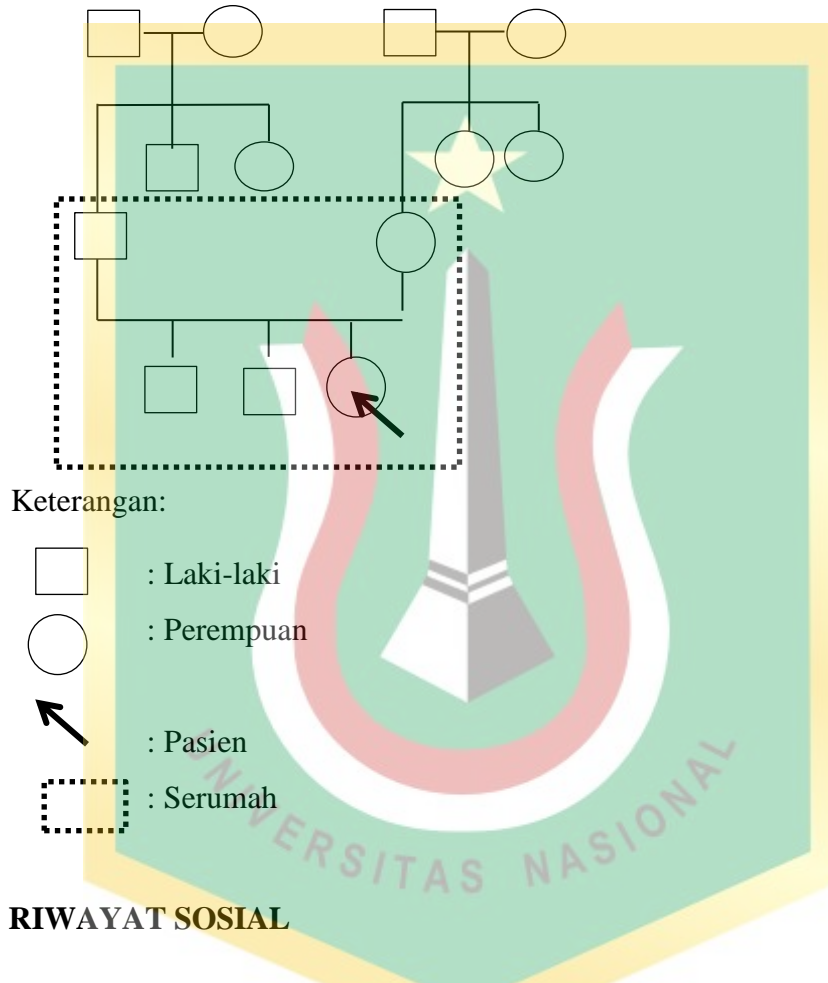 Keterangan:
: Laki-laki
: Perempuan
: Pasien
: Serumah
UNIVERSITAS NASIONAL
RIWAYAT SOSIAL